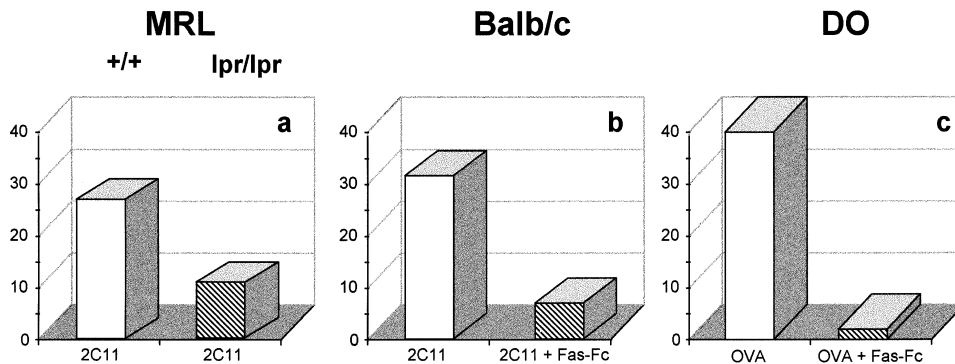 MRL Balb/c DO
+/+ lpr/lpr
a b c
40 40 40
30 30 30
20 20 20
10 10 10
0 0 0
2C11 2C11 2C11 2C11 + Fas-Fc OVA OVA + Fas-Fc